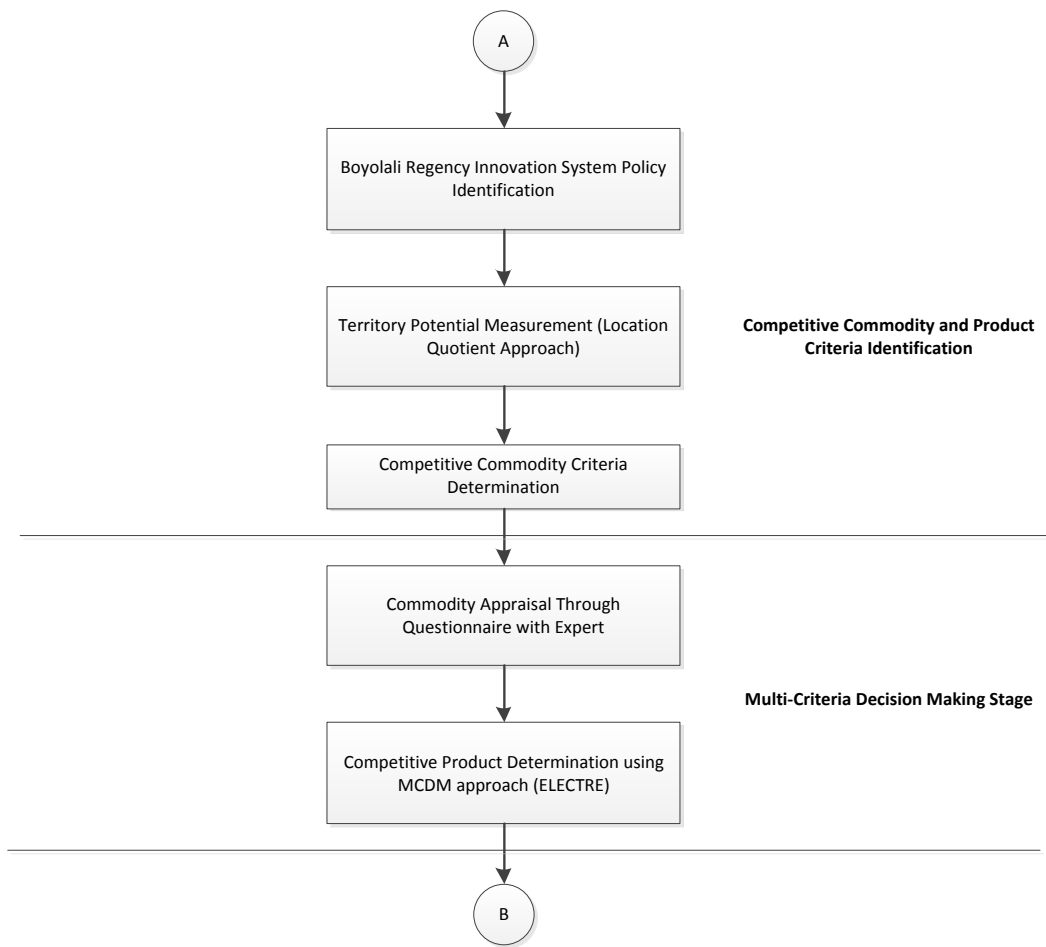 A
Boyolali Regency Innovation System Policy
Identification
Territory Potential Measurement (Location
Quotient Approach)
Competitive Commodity and Product
Criteria Identification
Competitive Commodity Criteria
Determination
Commodity Appraisal Through
Questionnaire with Expert
Multi-Criteria Decision Making Stage
Competitive Product Determination using
MCDM approach (ELECTRE)
B